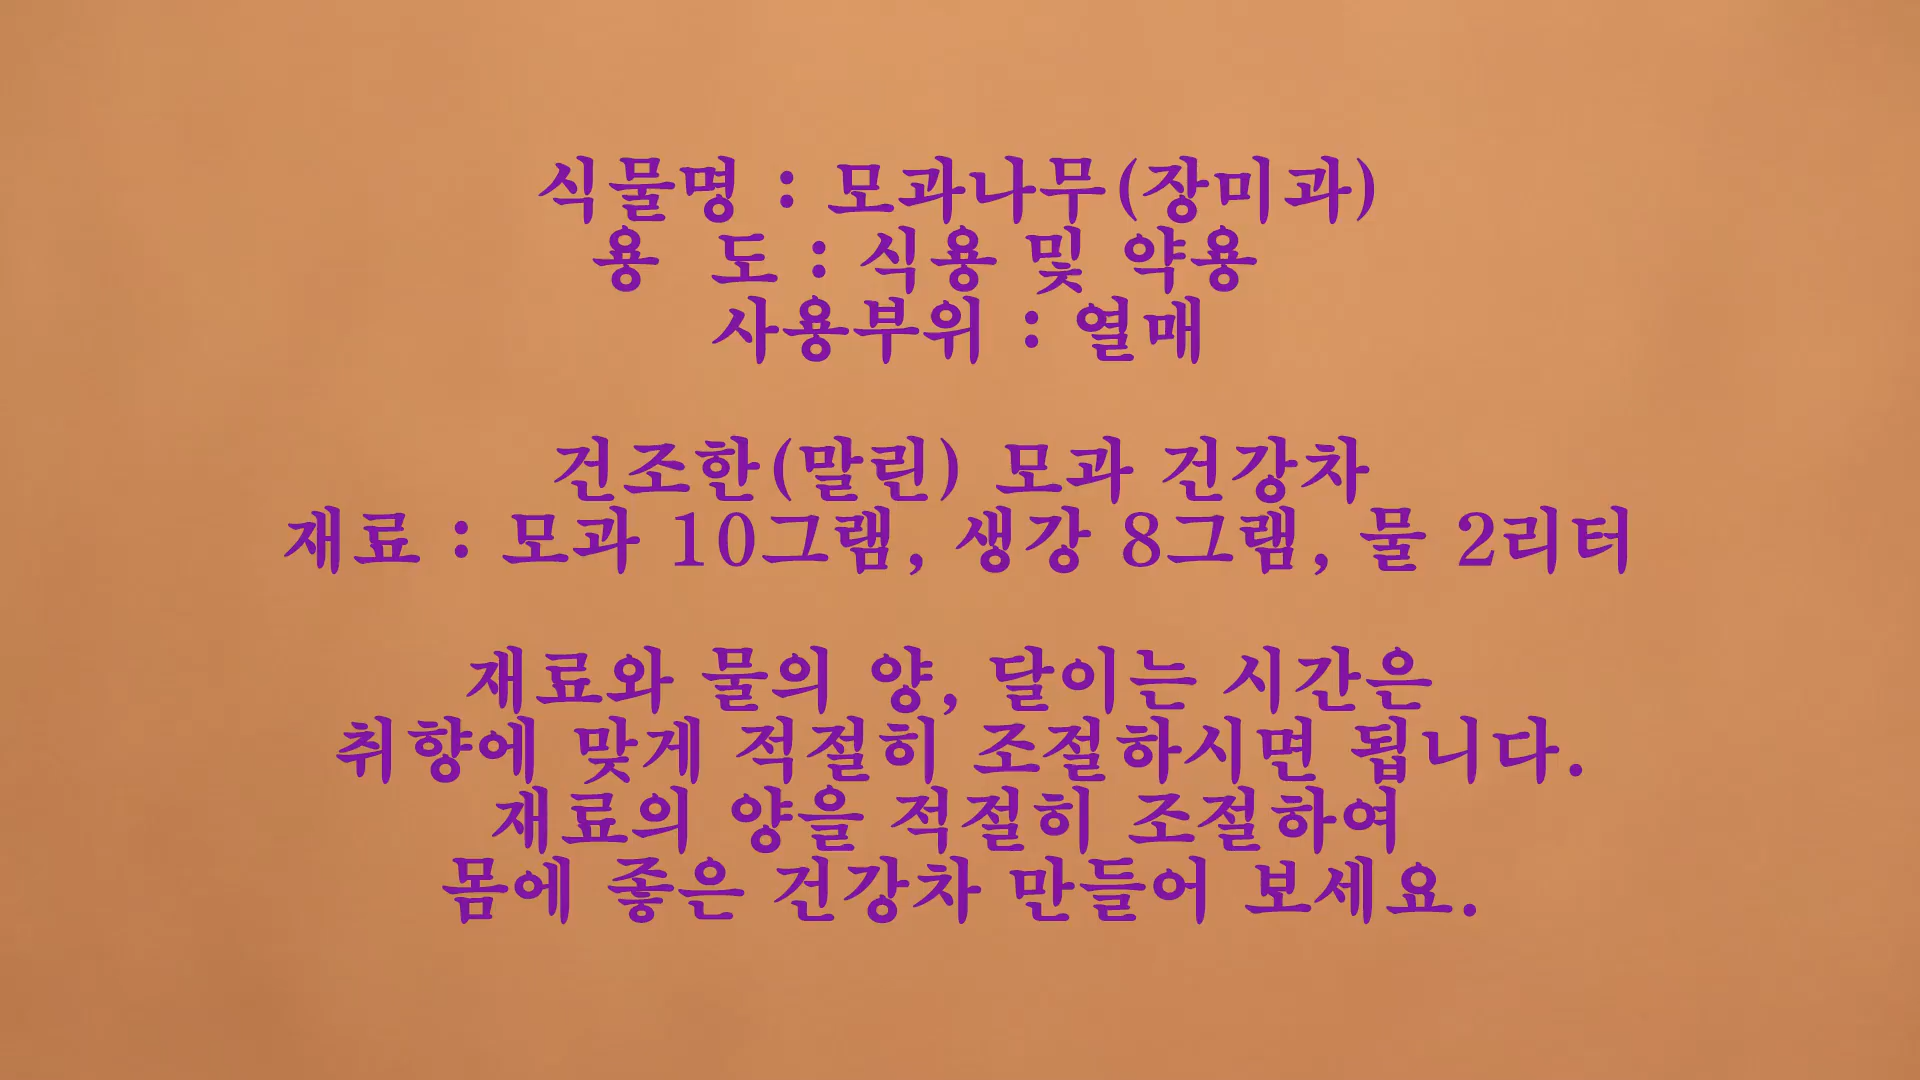 식물명 : 모과나무(장미과)
용 도 : 식용 및 약용
사용부위 : 열매
건조한(말린) 모과 건강차
재료 : 모과 10그램, 생강 8그램, 물 2리터
재료와 물의 양, 달이는 시간은
취향에 맞게 적절히 조절하시면 됩니다.
재료의 양을 적절히 조절하여
몸에 좋은 건강차 만들어 보세요.